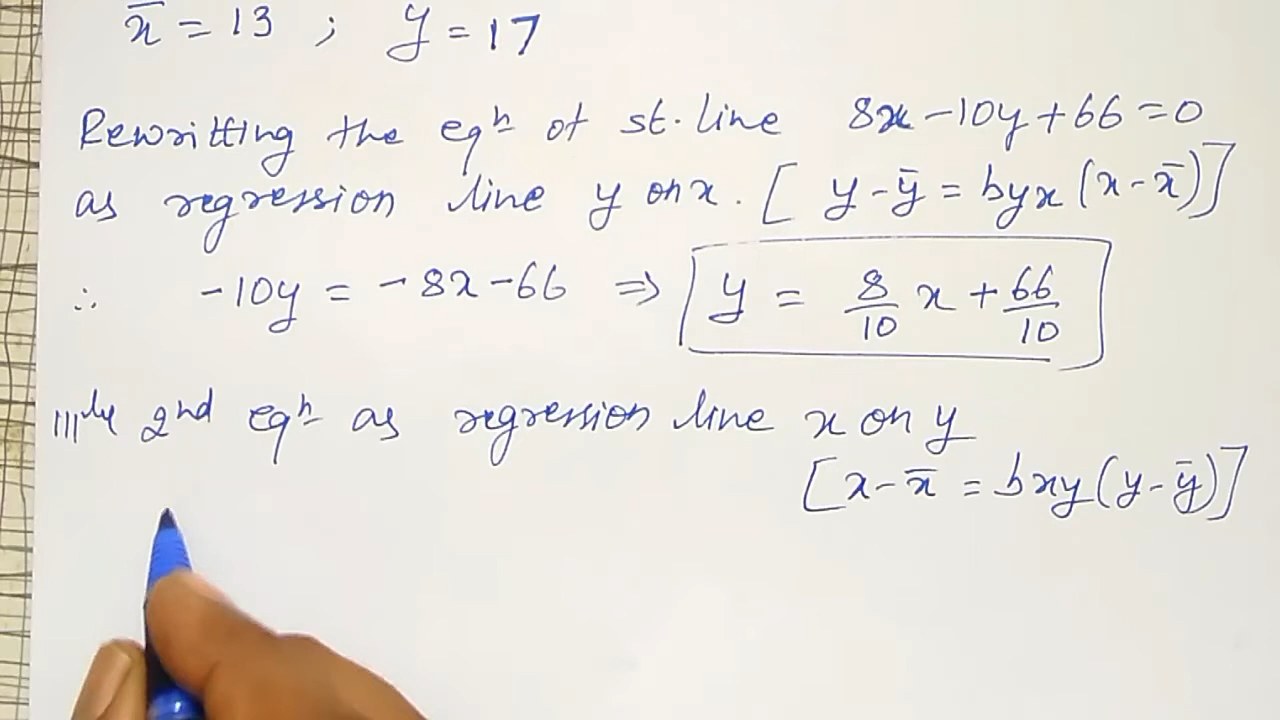 x̄ = 13 ; y = 17
Rewritting the eqⁿ of st. line 8x - 10y + 66 = 0
as regression line y on x. [ y - ȳ = byx (x - x̄)]
∴ -10y = -8x - 66 ⇒ y = 8/10 x + 66/10
|||ly 2nd eqⁿ as regression line x on y
[x - x̄ = bxy (y - ȳ)]